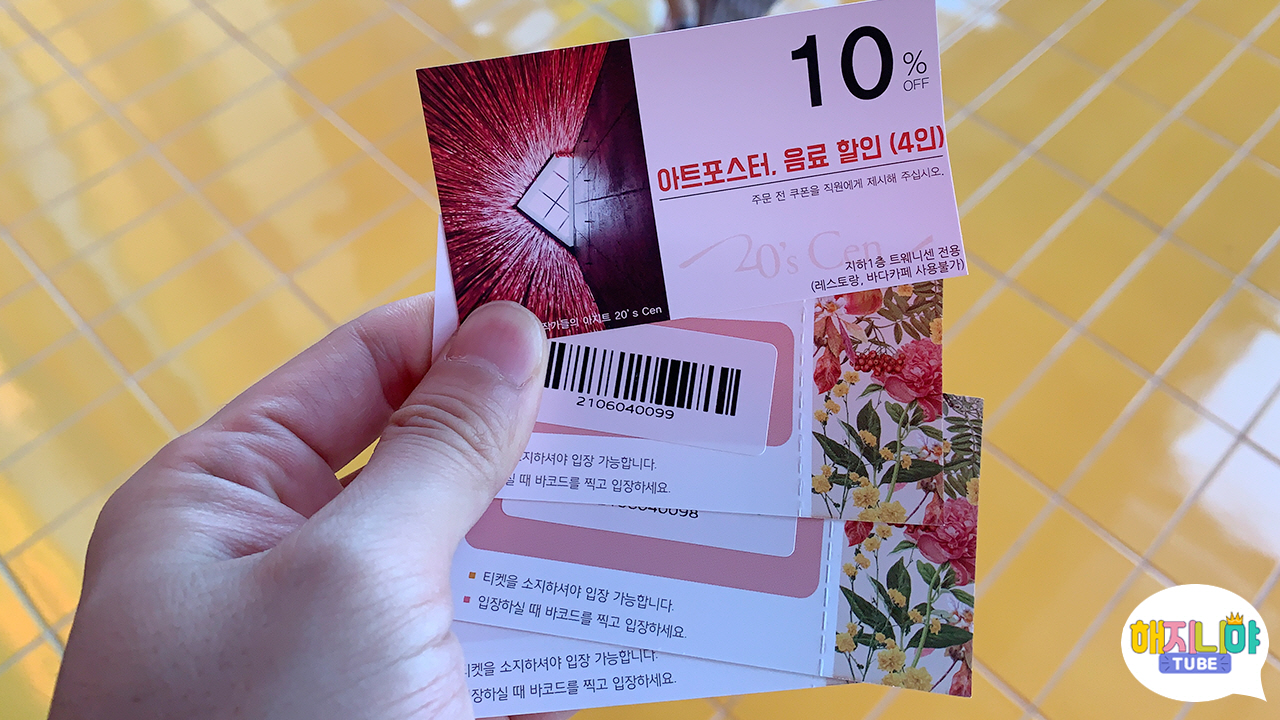 10
%
OFF
아트포스터, 음료 할인 (4인)
주문 전 쿠폰을 직원에게 제시해 주십시오.
20's Cen
지하1층 트웨니센 전용
(레스토랑, 바다카페 사용불가)
작가들의 아지트 20's Cen
2106040099
소지하셔야 입장 가능합니다.
실 때 바코드를 찍고 입장하세요.
2106040098
티켓을 소지하셔야 입장 가능합니다.
입장하실 때 바코드를 찍고 입장하세요.
티켓을 소지하셔야 입장 가능합니다.
장하실 때 바코드를 찍고 입장하세요.
해지니야
TUBE